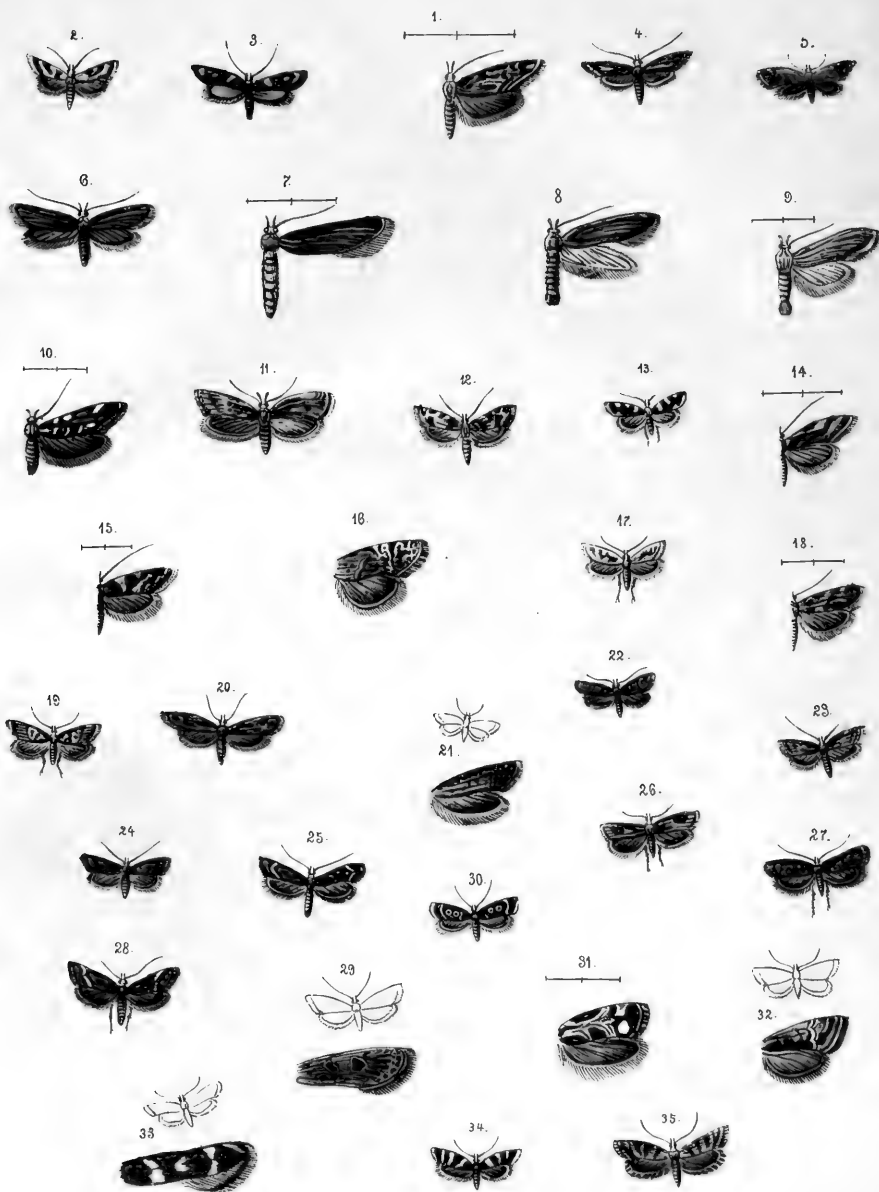 1.
2. 3. 4. 5.
6. 7. 8 9.
10. 11. 12. 13. 14.
15. 16. 17. 18.
19 20. 21. 22. 23.
24 25. 26. 27.
28. 29 30. 31. 32.
33 34. 35.